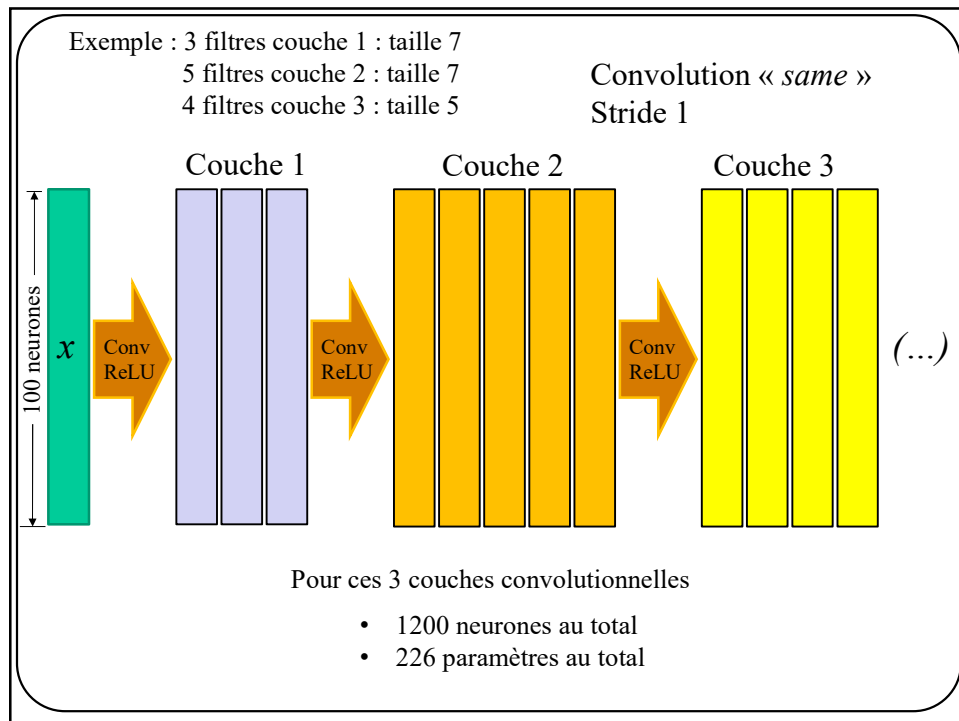 Exemple : 3 filtres couche 1 : taille 7
5 filtres couche 2 : taille 7
4 filtres couche 3 : taille 5
Convolution « same »
Stride 1
Couche 1
Couche 2
Couche 3
100 neurones
x
Conv
ReLU
Conv
ReLU
Conv
ReLU
(...)
Pour ces 3 couches convolutionnelles
• 1200 neurones au total
• 226 paramètres au total